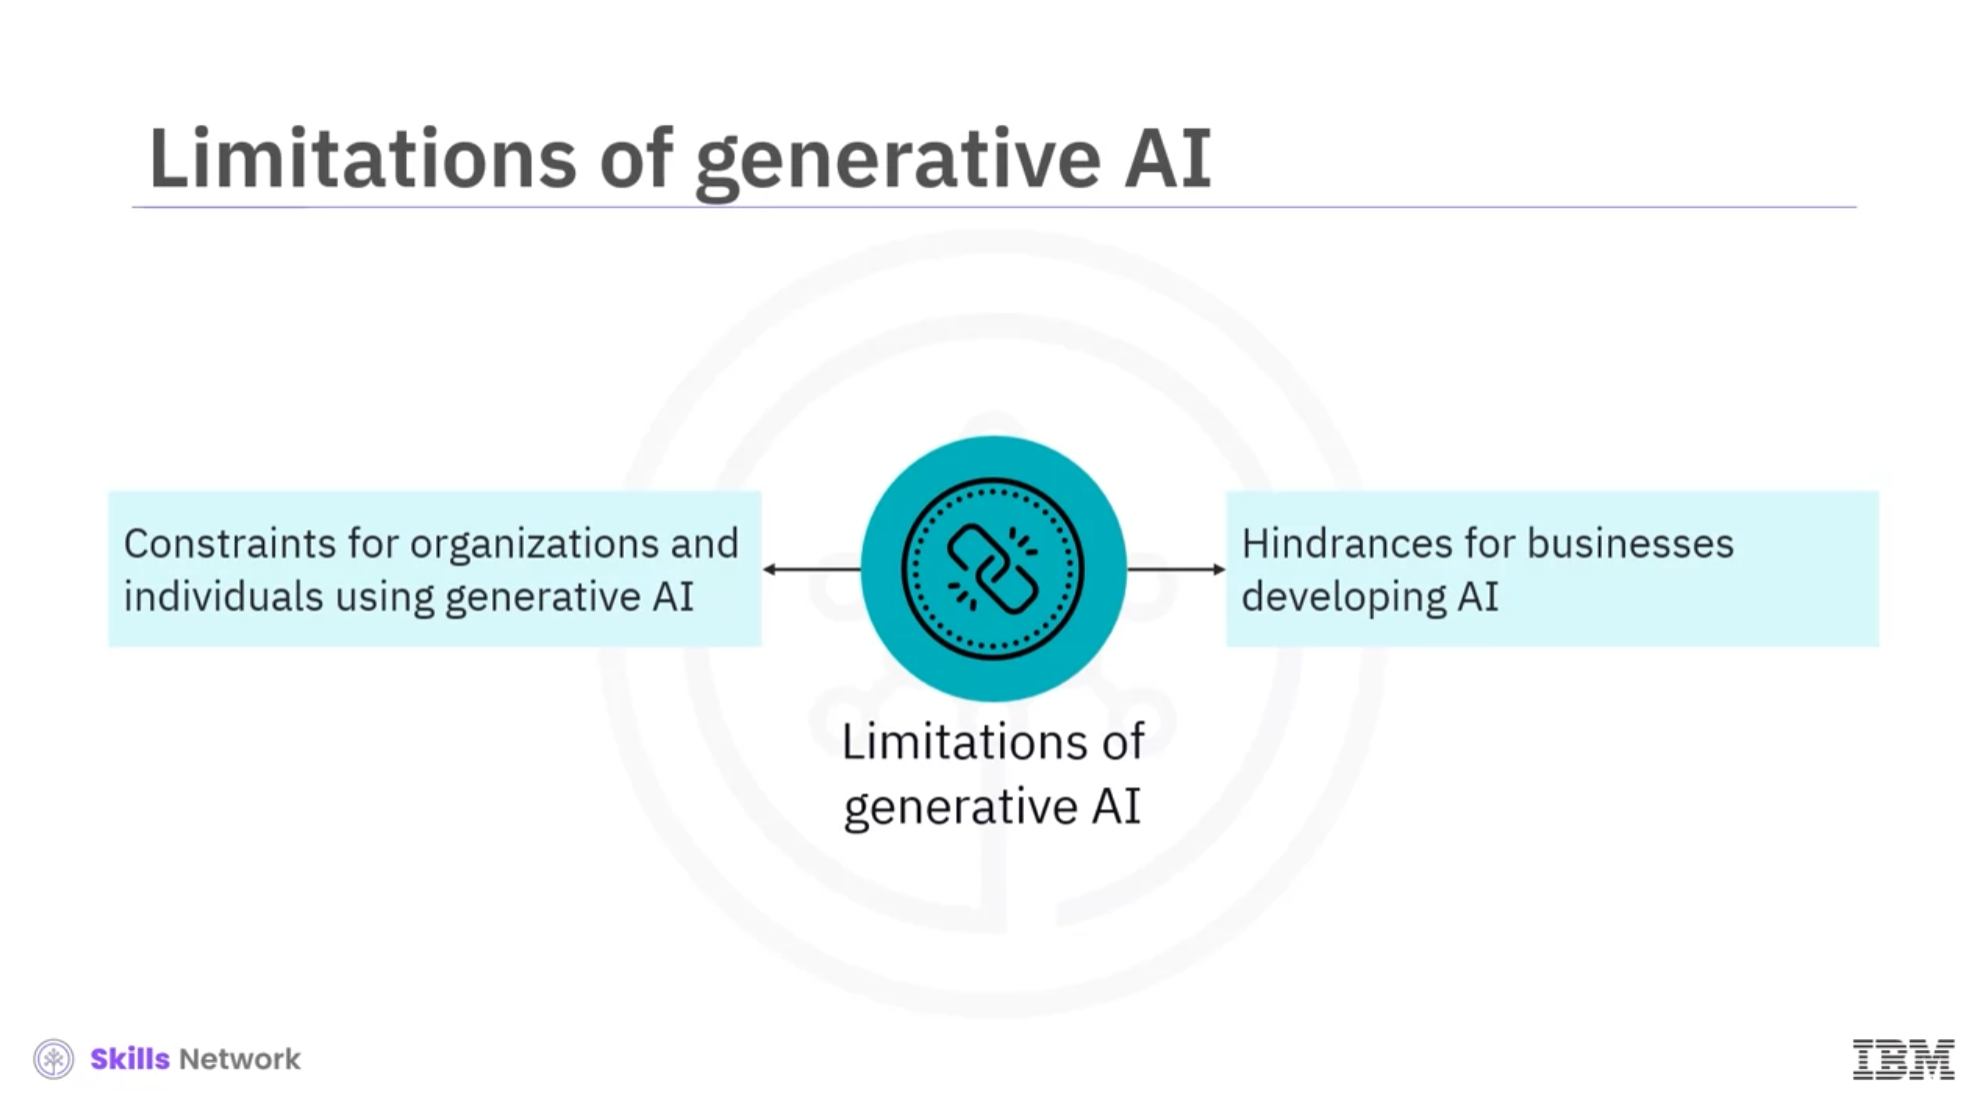 Limitations of generative AI
Constraints for organizations and
individuals using generative AI
Limitations of
generative AI
Hindrances for businesses
developing AI
Skills Network
IBM